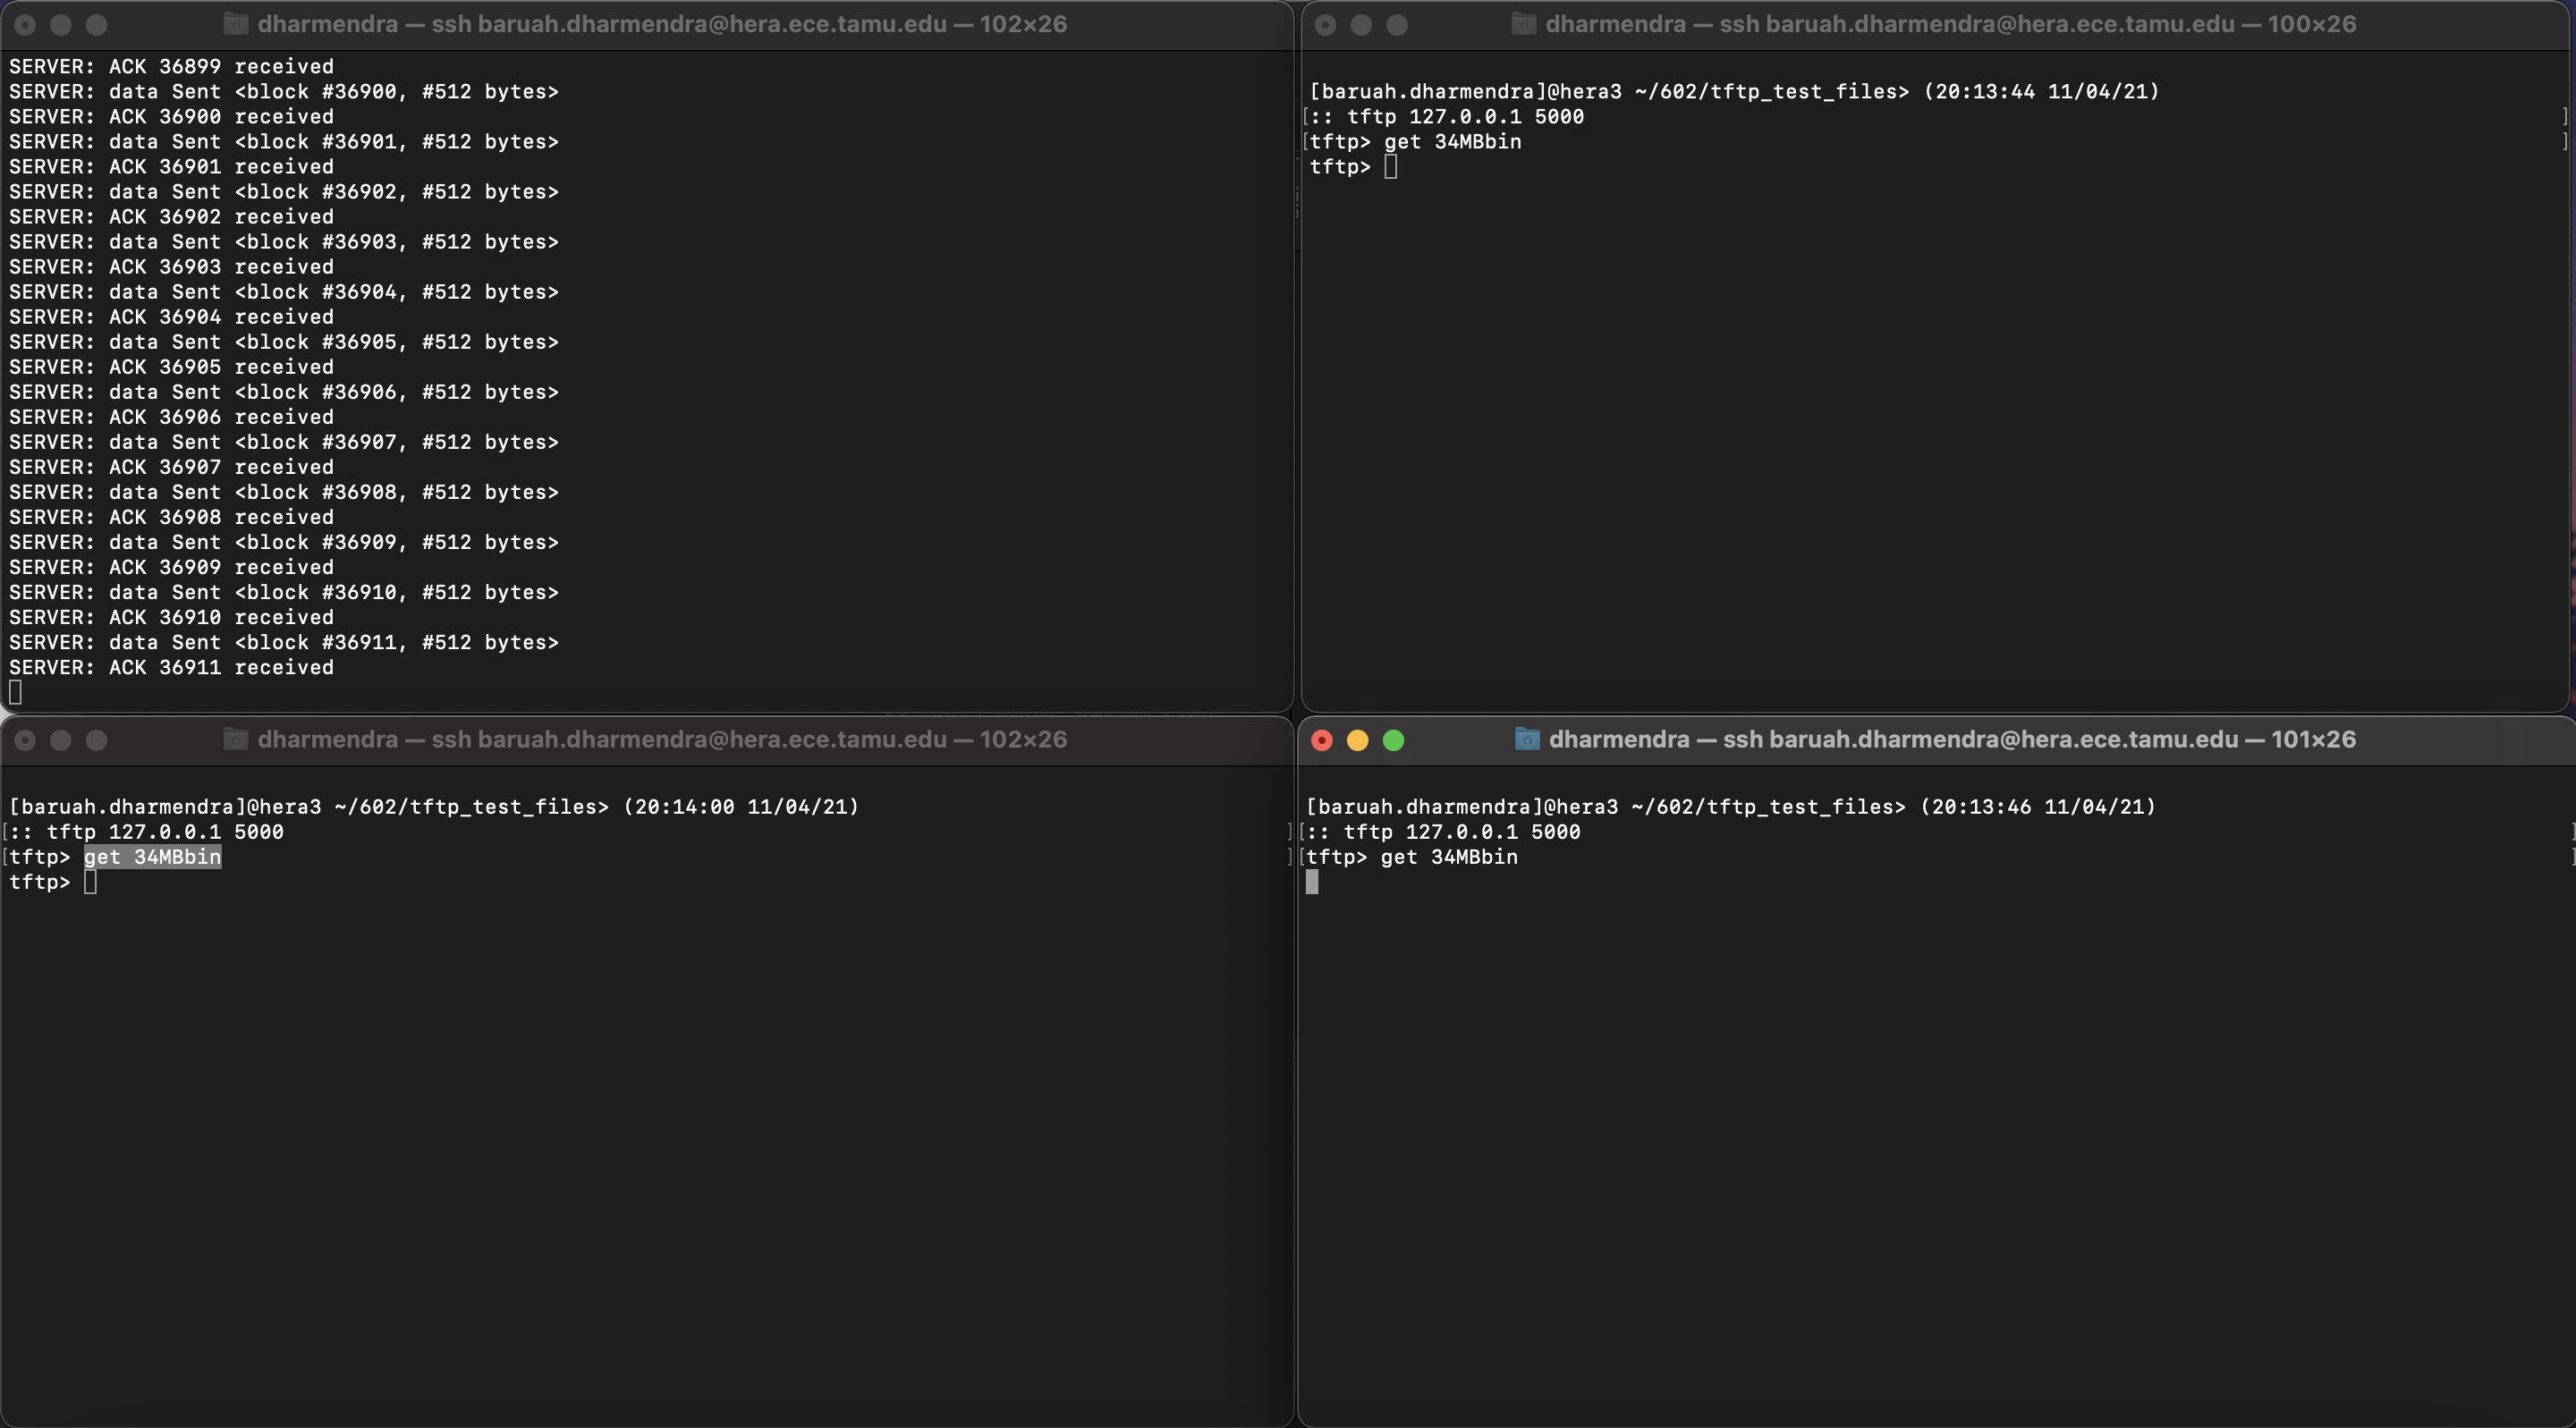 dharmendra — ssh baruah.dharmendra@hera.ece.tamu.edu — 102×26
SERVER: ACK 36899 received
SERVER: data Sent <block #36900, #512 bytes>
SERVER: ACK 36900 received
SERVER: data Sent <block #36901, #512 bytes>
SERVER: ACK 36901 received
SERVER: data Sent <block #36902, #512 bytes>
SERVER: ACK 36902 received
SERVER: data Sent <block #36903, #512 bytes>
SERVER: ACK 36903 received
SERVER: data Sent <block #36904, #512 bytes>
SERVER: ACK 36904 received
SERVER: data Sent <block #36905, #512 bytes>
SERVER: ACK 36905 received
SERVER: data Sent <block #36906, #512 bytes>
SERVER: ACK 36906 received
SERVER: data Sent <block #36907, #512 bytes>
SERVER: ACK 36907 received
SERVER: data Sent <block #36908, #512 bytes>
SERVER: ACK 36908 received
SERVER: data Sent <block #36909, #512 bytes>
SERVER: ACK 36909 received
SERVER: data Sent <block #36910, #512 bytes>
SERVER: ACK 36910 received
SERVER: data Sent <block #36911, #512 bytes>
SERVER: ACK 36911 received
dharmendra — ssh baruah.dharmendra@hera.ece.tamu.edu — 100×26
[baruah.dharmendra]@hera3 ~/602/tftp_test_files> (20:13:44 11/04/21)
[:: tftp 127.0.0.1 5000 ]
[tftp> get 34MBbin ]
tftp>
dharmendra — ssh baruah.dharmendra@hera.ece.tamu.edu — 102×26
[baruah.dharmendra]@hera3 ~/602/tftp_test_files> (20:14:00 11/04/21)
[:: tftp 127.0.0.1 5000 ]
[tftp> get 34MBbin ]
tftp>
dharmendra — ssh baruah.dharmendra@hera.ece.tamu.edu — 101×26
[baruah.dharmendra]@hera3 ~/602/tftp_test_files> (20:13:46 11/04/21)
[:: tftp 127.0.0.1 5000 ]
[tftp> get 34MBbin ]